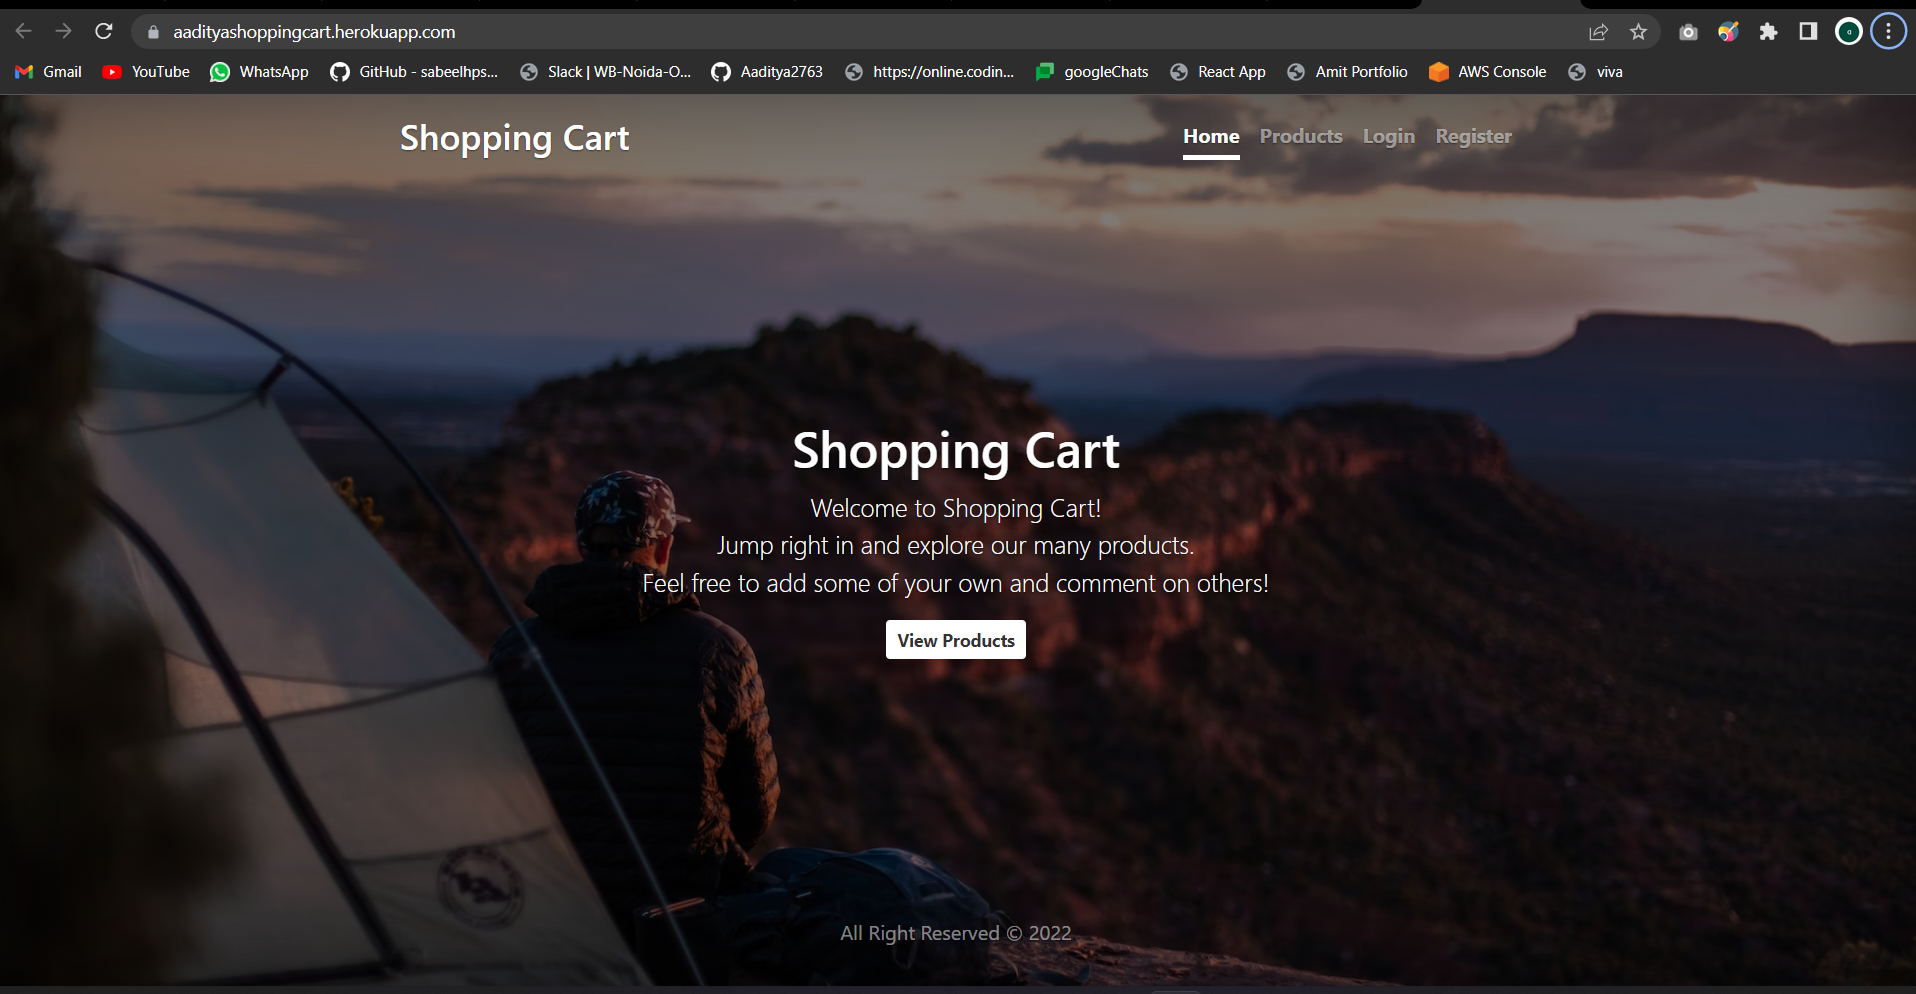 aadityashoppingcart.herokuapp.com
Gmail YouTube WhatsApp GitHub - sabeelhps... Slack | WB-Noida-O... Aaditya2763 https://online.codin... googleChats React App Amit Portfolio AWS Console viva
Shopping Cart Home Products Login Register
Shopping Cart
Welcome to Shopping Cart!
Jump right in and explore our many products.
Feel free to add some of your own and comment on others!
View Products
All Right Reserved © 2022